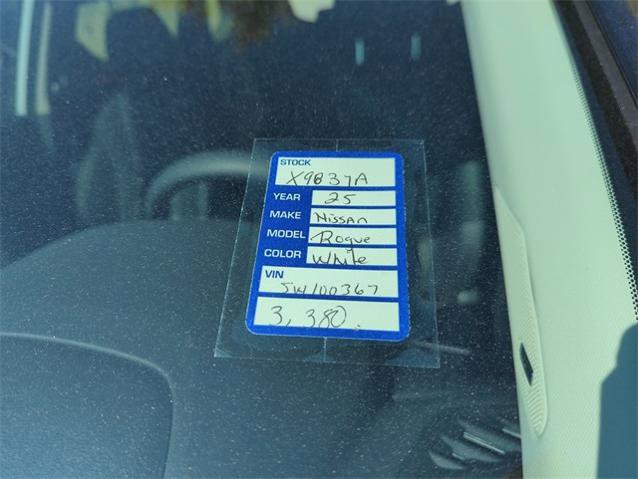 STOCK
X9837A
YEAR 25
MAKE Nissan
MODEL Rogue
COLOR White
VIN
SW100367
3,380